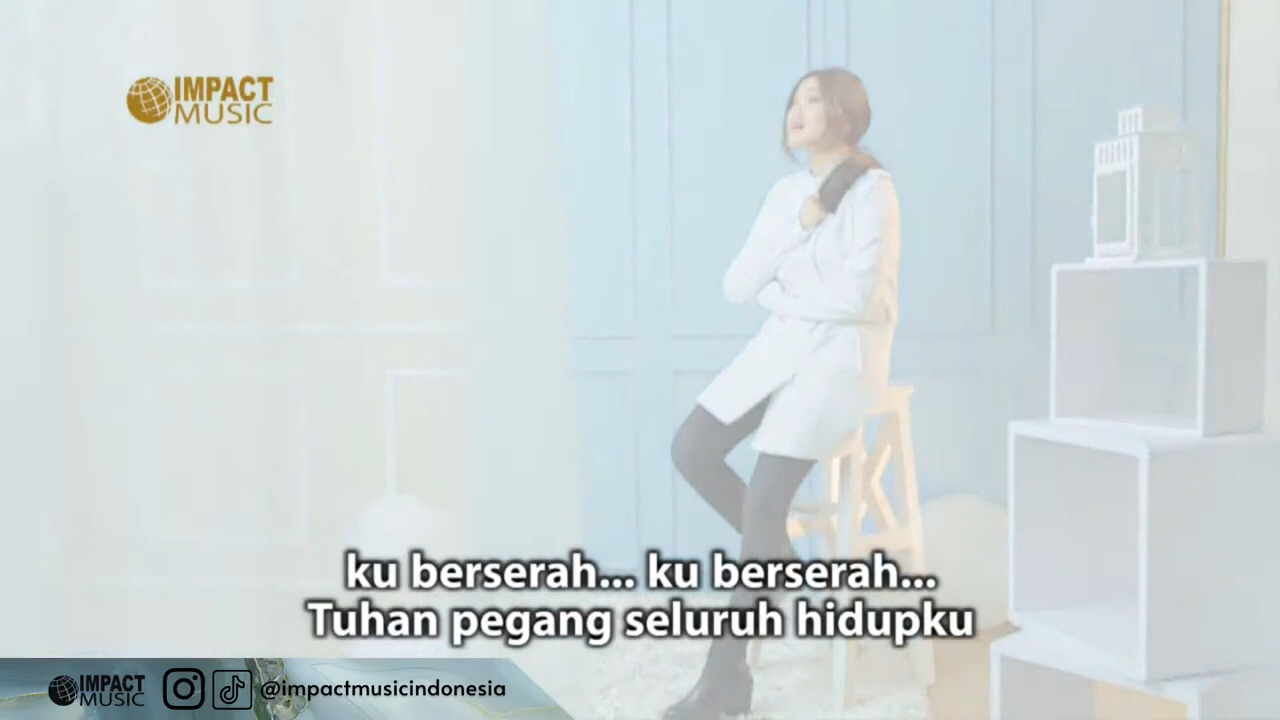 IMPACT
MUSIC
ku berserah... ku berserah...
Tuhan pegang seluruh hidupku
IMPACT
MUSIC
@impactmusicindonesia